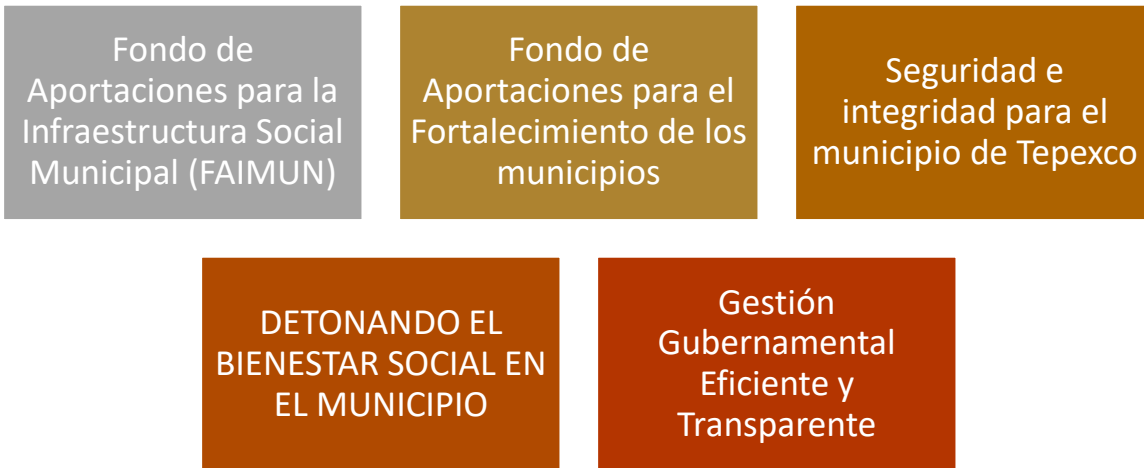 Fondo de
Aportaciones para la
Infraestructura Social
Municipal (FAIMUN)
Fondo de
Aportaciones para el
Fortalecimiento de los
municipios
Seguridad e
integridad para el
municipio de Tepexco
DETONANDO EL
BIENESTAR SOCIAL EN
EL MUNICIPIO
Gestión
Gubernamental
Eficiente y
Transparente